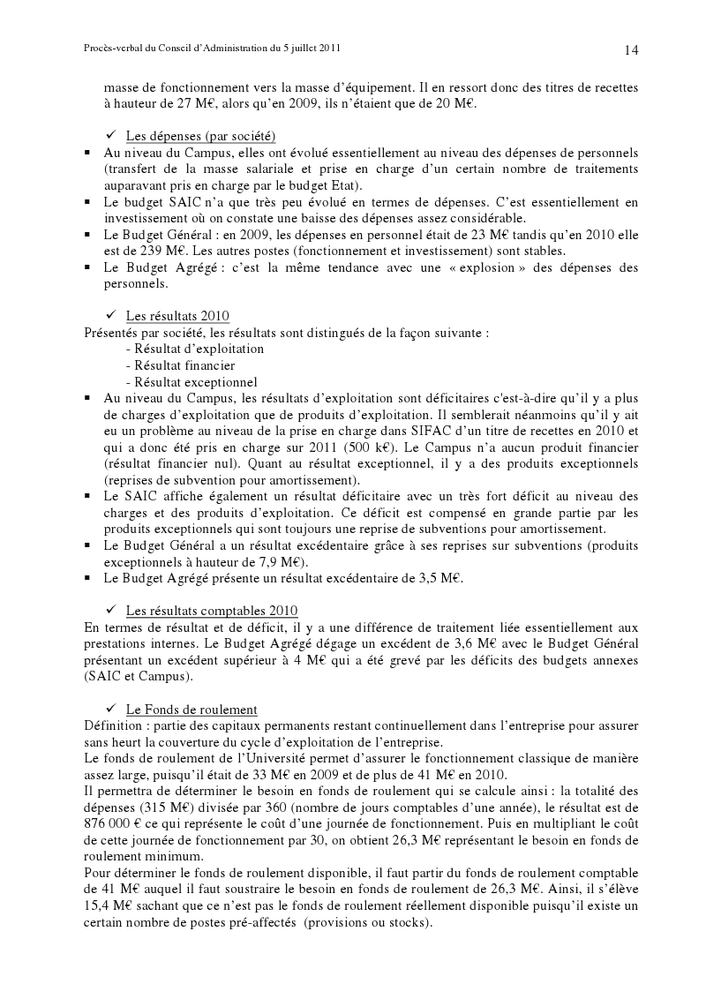 Procès-verbal du Conseil d'Administration du 5 juillet 2011 14
masse de fonctionnement vers la masse d'équipement. Il en ressort donc des titres de recettes
à hauteur de 27 M€, alors qu'en 2009, ils n'étaient que de 20 M€.
✓ Les dépenses (par société)
▪ Au niveau du Campus, elles ont évolué essentiellement au niveau des dépenses de personnels
(transfert de la masse salariale et prise en charge d'un certain nombre de traitements
auparavant pris en charge par le budget Etat).
▪ Le budget SAIC n'a que très peu évolué en termes de dépenses. C'est essentiellement en
investissement où on constate une baisse des dépenses assez considérable.
▪ Le Budget Général : en 2009, les dépenses en personnel était de 23 M€ tandis qu'en 2010 elle
est de 239 M€. Les autres postes (fonctionnement et investissement) sont stables.
▪ Le Budget Agrégé : c'est la même tendance avec une « explosion » des dépenses des
personnels.
✓ Les résultats 2010
Présentés par société, les résultats sont distingués de la façon suivante :
- Résultat d'exploitation
- Résultat financier
- Résultat exceptionnel
▪ Au niveau du Campus, les résultats d'exploitation sont déficitaires c'est-à-dire qu'il y a plus
de charges d'exploitation que de produits d'exploitation. Il semblerait néanmoins qu'il y ait
eu un problème au niveau de la prise en charge dans SIFAC d'un titre de recettes en 2010 et
qui a donc été pris en charge sur 2011 (500 k€). Le Campus n'a aucun produit financier
(résultat financier nul). Quant au résultat exceptionnel, il y a des produits exceptionnels
(reprises de subvention pour amortissement).
▪ Le SAIC affiche également un résultat déficitaire avec un très fort déficit au niveau des
charges et des produits d'exploitation. Ce déficit est compensé en grande partie par les
produits exceptionnels qui sont toujours une reprise de subventions pour amortissement.
▪ Le Budget Général a un résultat excédentaire grâce à ses reprises sur subventions (produits
exceptionnels à hauteur de 7,9 M€).
▪ Le Budget Agrégé présente un résultat excédentaire de 3,5 M€.
✓ Les résultats comptables 2010
En termes de résultat et de déficit, il y a une différence de traitement liée essentiellement aux
prestations internes. Le Budget Agrégé dégage un excédent de 3,6 M€ avec le Budget Général
présentant un excédent supérieur à 4 M€ qui a été grevé par les déficits des budgets annexes
(SAIC et Campus).
✓ Le Fonds de roulement
Définition : partie des capitaux permanents restant continuellement dans l'entreprise pour assurer
sans heurt la couverture du cycle d'exploitation de l'entreprise.
Le fonds de roulement de l'Université permet d'assurer le fonctionnement classique de manière
assez large, puisqu'il était de 33 M€ en 2009 et de plus de 41 M€ en 2010.
Il permettra de déterminer le besoin en fonds de roulement qui se calcule ainsi : la totalité des
dépenses (315 M€) divisée par 360 (nombre de jours comptables d'une année), le résultat est de
876 000 € ce qui représente le coût d'une journée de fonctionnement. Puis en multipliant le coût
de cette journée de fonctionnement par 30, on obtient 26,3 M€ représentant le besoin en fonds de
roulement minimum.
Pour déterminer le fonds de roulement disponible, il faut partir du fonds de roulement comptable
de 41 M€ auquel il faut soustraire le besoin en fonds de roulement de 26,3 M€. Ainsi, il s'élève
15,4 M€ sachant que ce n'est pas le fonds de roulement réellement disponible puisqu'il existe un
certain nombre de postes pré-affectés (provisions ou stocks).